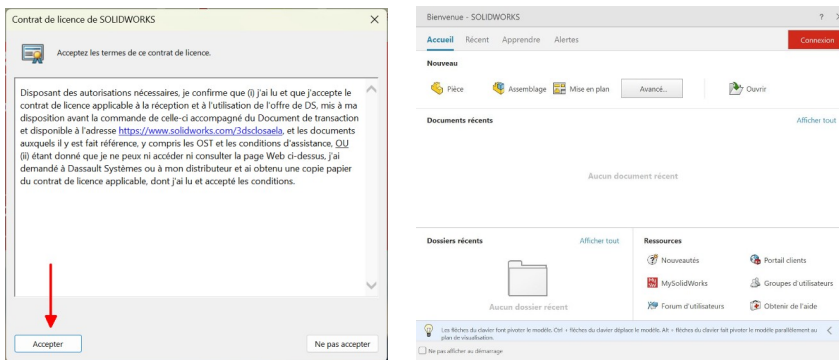 Contrat de licence de SOLIDWORKS
Acceptez les termes de ce contrat de licence.
Disposant des autorisations nécessaires, je confirme que (i) j'ai lu et que j'accepte le
contrat de licence applicable à la réception et à l'utilisation de l'offre de DS, mis à ma
disposition avant la commande de celle-ci accompagné du Document de transaction
et disponible à l'adresse https://www.solidworks.com/3dsclosaela, et les documents
auxquels il y est fait référence, y compris les OST et les conditions d'assistance, OU
(ii) étant donné que je ne peux ni accéder ni consulter la page Web ci-dessus, j'ai
demandé à Dassault Systèmes ou à mon distributeur et ai obtenu une copie papier
du contrat de licence applicable, dont j'ai lu et accepté les conditions.
Accepter
Ne pas accepter
Bienvenue - SOLIDWORKS
Accueil Récent Apprendre Alertes
Connexion
Nouveau
Pièce Assemblage Mise en plan Avancé... Ouvrir
Documents récents Afficher tout
Aucun document récent
Dossiers récents Afficher tout
Aucun dossier récent
Ressources
Nouveautés Portail clients
MySolidWorks Groupes d'utilisateurs
Forum d'utilisateurs Obtenir de l'aide
Les flèches du clavier font pivoter le modèle. Ctrl + flèches du clavier déplace le modèle. Alt + flèches du clavier fait pivoter le modèle parallèlement au
plan de visualisation.
Ne pas afficher au démarrage